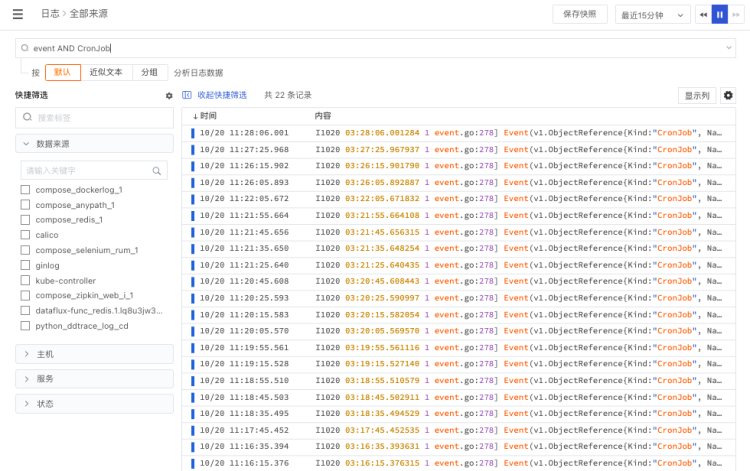 日志 > 全部来源
保存快照
最近15分钟
event AND CronJob
按 默认 近似文本 分组 分析日志数据
快捷筛选
收起快捷筛选 共 22 条记录
显示列
搜索标签
数据来源
请输入关键字
compose_dockerlog_1
compose_anypath_1
compose_redis_1
calico
compose_selenium_rum_1
ginlog
kube-controller
compose_zipkin_web_i_1
dataflux-func_redis.1.lq8u3jw3...
python_ddtrace_log_cd
主机
服务
状态
↓时间 内容
10/20 11:28:06.001 I1020 03:28:06.001284 1 event.go:278] Event(v1.ObjectReference{Kind:"CronJob", Na…
10/20 11:27:25.968 I1020 03:27:25.967937 1 event.go:278] Event(v1.ObjectReference{Kind:"CronJob", Na…
10/20 11:26:15.902 I1020 03:26:15.901790 1 event.go:278] Event(v1.ObjectReference{Kind:"CronJob", Na…
10/20 11:26:05.893 I1020 03:26:05.892887 1 event.go:278] Event(v1.ObjectReference{Kind:"CronJob", Na…
10/20 11:22:05.672 I1020 03:22:05.671832 1 event.go:278] Event(v1.ObjectReference{Kind:"CronJob", Na…
10/20 11:21:55.664 I1020 03:21:55.664108 1 event.go:278] Event(v1.ObjectReference{Kind:"CronJob", Na…
10/20 11:21:45.656 I1020 03:21:45.656315 1 event.go:278] Event(v1.ObjectReference{Kind:"CronJob", Na…
10/20 11:21:35.650 I1020 03:21:35.648254 1 event.go:278] Event(v1.ObjectReference{Kind:"CronJob", Na…
10/20 11:21:25.640 I1020 03:21:25.640435 1 event.go:278] Event(v1.ObjectReference{Kind:"CronJob", Na…
10/20 11:20:45.608 I1020 03:20:45.608443 1 event.go:278] Event(v1.ObjectReference{Kind:"CronJob", Na…
10/20 11:20:25.593 I1020 03:20:25.590997 1 event.go:278] Event(v1.ObjectReference{Kind:"CronJob", Na…
10/20 11:20:15.583 I1020 03:20:15.582054 1 event.go:278] Event(v1.ObjectReference{Kind:"CronJob", Na…
10/20 11:20:05.570 I1020 03:20:05.569570 1 event.go:278] Event(v1.ObjectReference{Kind:"CronJob", Na…
10/20 11:19:55.561 I1020 03:19:55.561116 1 event.go:278] Event(v1.ObjectReference{Kind:"CronJob", Na…
10/20 11:19:15.528 I1020 03:19:15.527140 1 event.go:278] Event(v1.ObjectReference{Kind:"CronJob", Na…
10/20 11:18:55.510 I1020 03:18:55.510579 1 event.go:278] Event(v1.ObjectReference{Kind:"CronJob", Na…
10/20 11:18:45.503 I1020 03:18:45.502911 1 event.go:278] Event(v1.ObjectReference{Kind:"CronJob", Na…
10/20 11:18:35.495 I1020 03:18:35.494529 1 event.go:278] Event(v1.ObjectReference{Kind:"CronJob", Na…
10/20 11:17:45.452 I1020 03:17:45.452535 1 event.go:278] Event(v1.ObjectReference{Kind:"CronJob", Na…
10/20 11:16:35.394 I1020 03:16:35.393631 1 event.go:278] Event(v1.ObjectReference{Kind:"CronJob", Na…
10/20 11:16:15.376 I1020 03:16:15.376315 1 event.go:278] Event(v1.ObjectReference{Kind:"CronJob", Na…